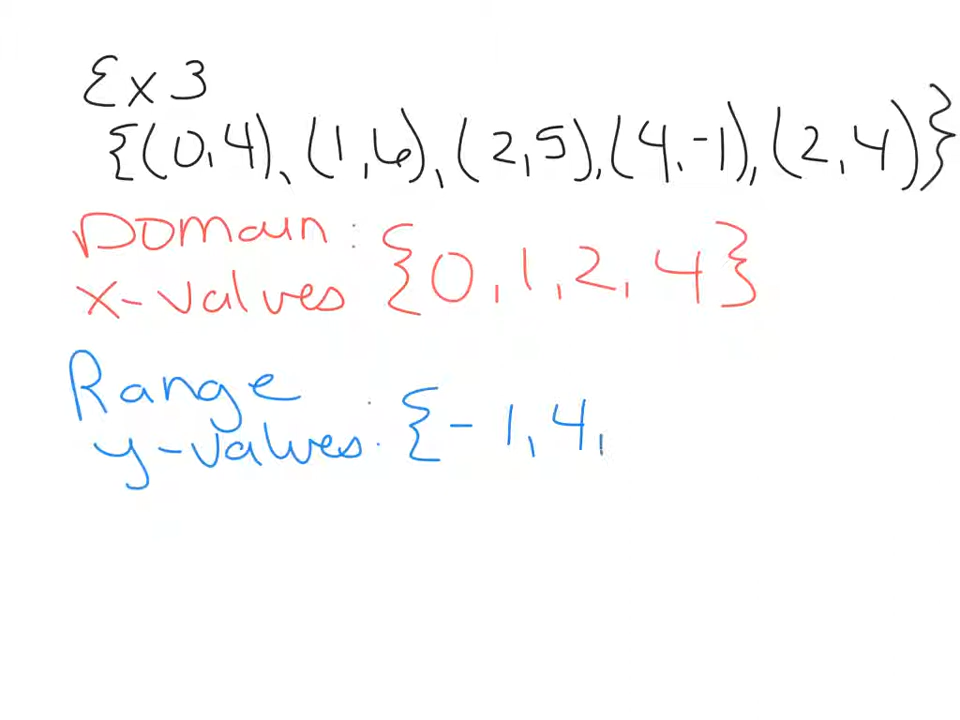 Ex 3
{(0,4), (1,6), (2,5), (4,-1), (2,4)}
Domain: 
x-values {0, 1, 2, 4}
Range
y-values: {-1, 4,